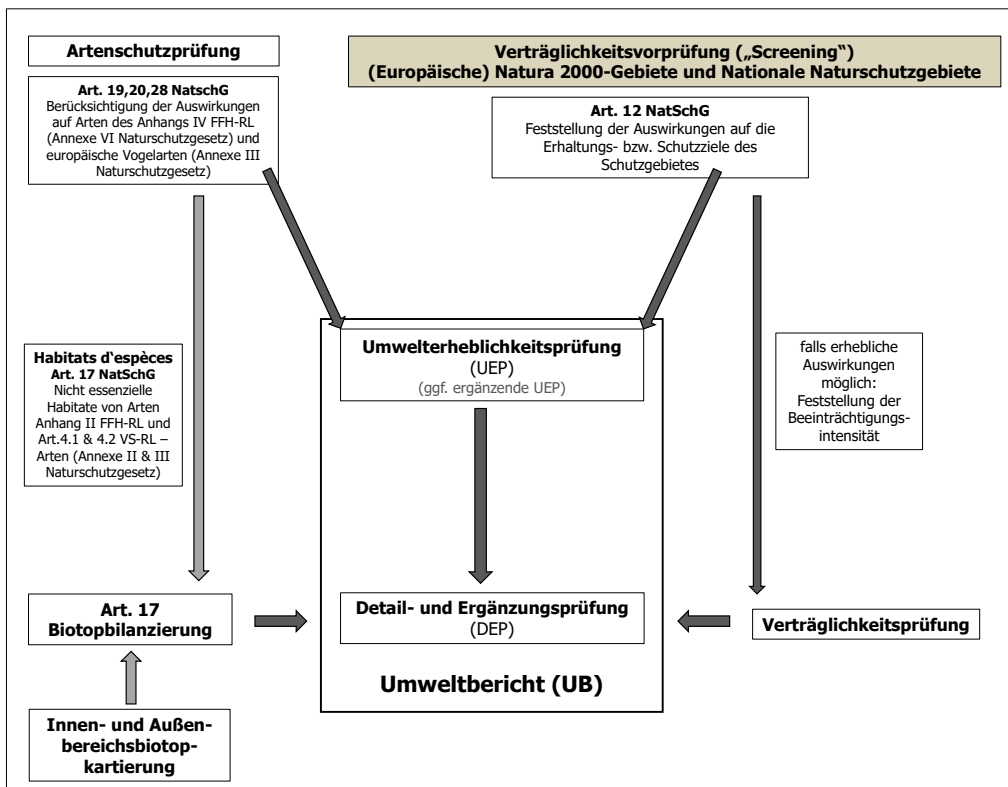 Artenschutzprüfung
Art. 19,20,28 NatschG
Berücksichtigung der Auswirkungen
auf Arten des Anhangs IV FFH-RL
(Annexe VI Naturschutzgesetz) und
europäische Vogelarten (Annexe III
Naturschutzgesetz)
Verträglichkeitsvorprüfung („Screening“)
(Europäische) Natura 2000-Gebiete und Nationale Naturschutzgebiete
Art. 12 NatSchG
Feststellung der Auswirkungen auf die
Erhaltungs- bzw. Schutzziele des
Schutzgebietes
Habitats d'espèces
Art. 17 NatSchG
Nicht essenzielle
Habitate von Arten
Anhang II FFH-RL und
Art.4.1 & 4.2 VS-RL –
Arten (Annexe II & III
Naturschutzgesetz)
Umwelterheblichkeitsprüfung
(UEP)
(ggf. ergänzende UEP)
falls erhebliche
Auswirkungen
möglich:
Feststellung der
Beeinträchtigungs-
intensität
Art. 17
Biotopbilanzierung
Detail- und Ergänzungsprüfung
(DEP)
Verträglichkeitsprüfung
Umweltbericht (UB)
Innen- und Außen-
bereichsbiotop-
kartierung